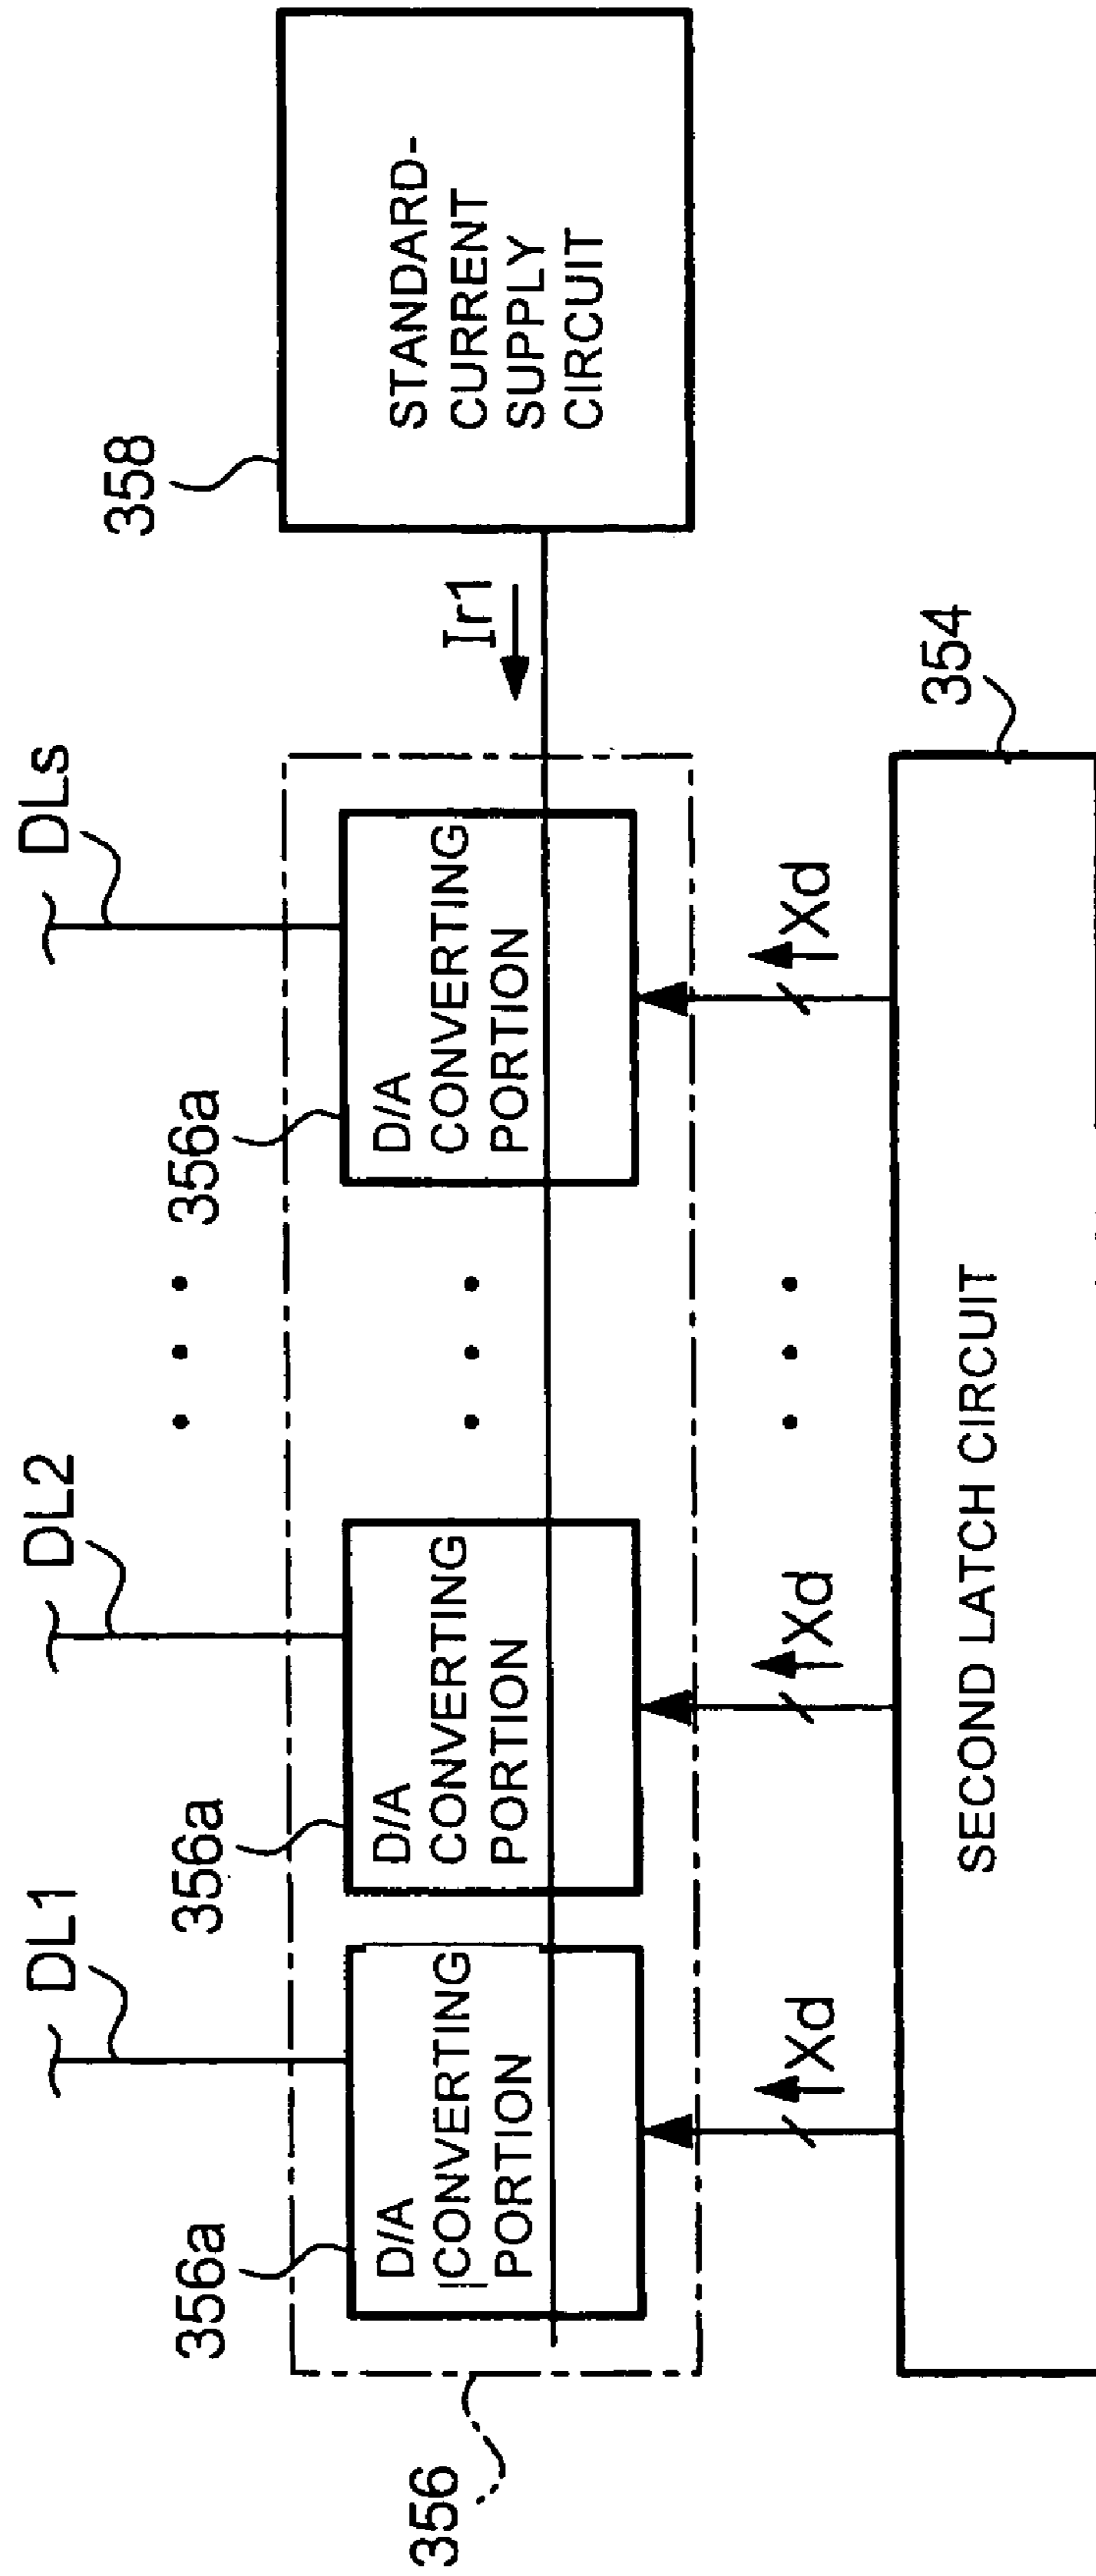 DL1
DL2
DLs
356a
356a
356a
358
D/A
CONVERTING
PORTION
D/A
CONVERTING
PORTION
D/A
CONVERTING
PORTION
Ir1
STANDARD-
CURRENT
SUPPLY
CIRCUIT
356
Xd
Xd
Xd
354
SECOND LATCH CIRCUIT